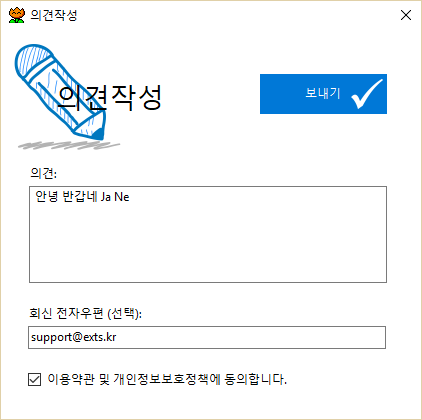 의견작성
의견작성
보내기
의견:
안녕 반갑네 Ja Ne
회신 전자우편 (선택):
support@exts.kr
이용약관 및 개인정보보호정책에 동의합니다.